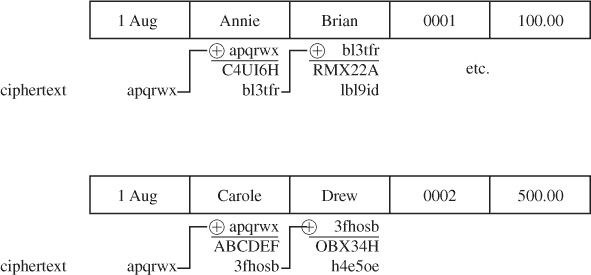 1 Aug Annie Brian 0001 100.00
⊕ apqrwx ⊕ bl3tfr
C4UI6H RMX22A etc.
ciphertext apqrwx bl3tfr lbl9id
1 Aug Carole Drew 0002 500.00
⊕ apqrwx ⊕ 3fhosb
ABCDEF OBX34H
ciphertext apqrwx 3fhosb h4e5oe